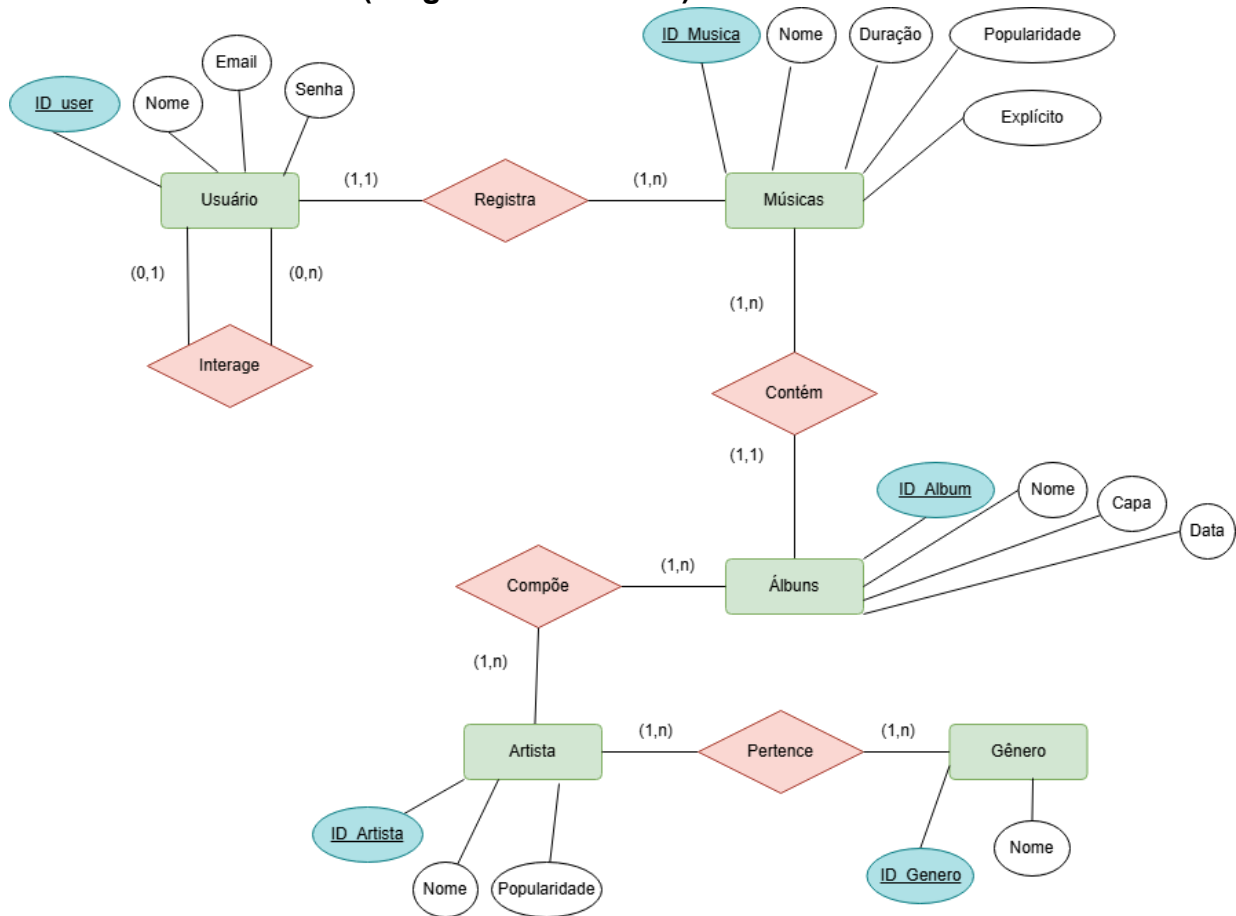 ID_Musica
Nome
Duração
Popularidade
Email
ID_user
Nome
Senha
Explícito
Usuário
(1,1)
Registra
(1,n)
Músicas
(0,1)
(0,n)
(1,n)
Interage
Contém
(1,1)
ID_Album
Nome
Capa
Data
Compõe
(1,n)
Álbuns
(1,n)
Artista
(1,n)
Pertence
(1,n)
Gênero
ID_Artista
Nome
Nome
Popularidade
ID_Genero